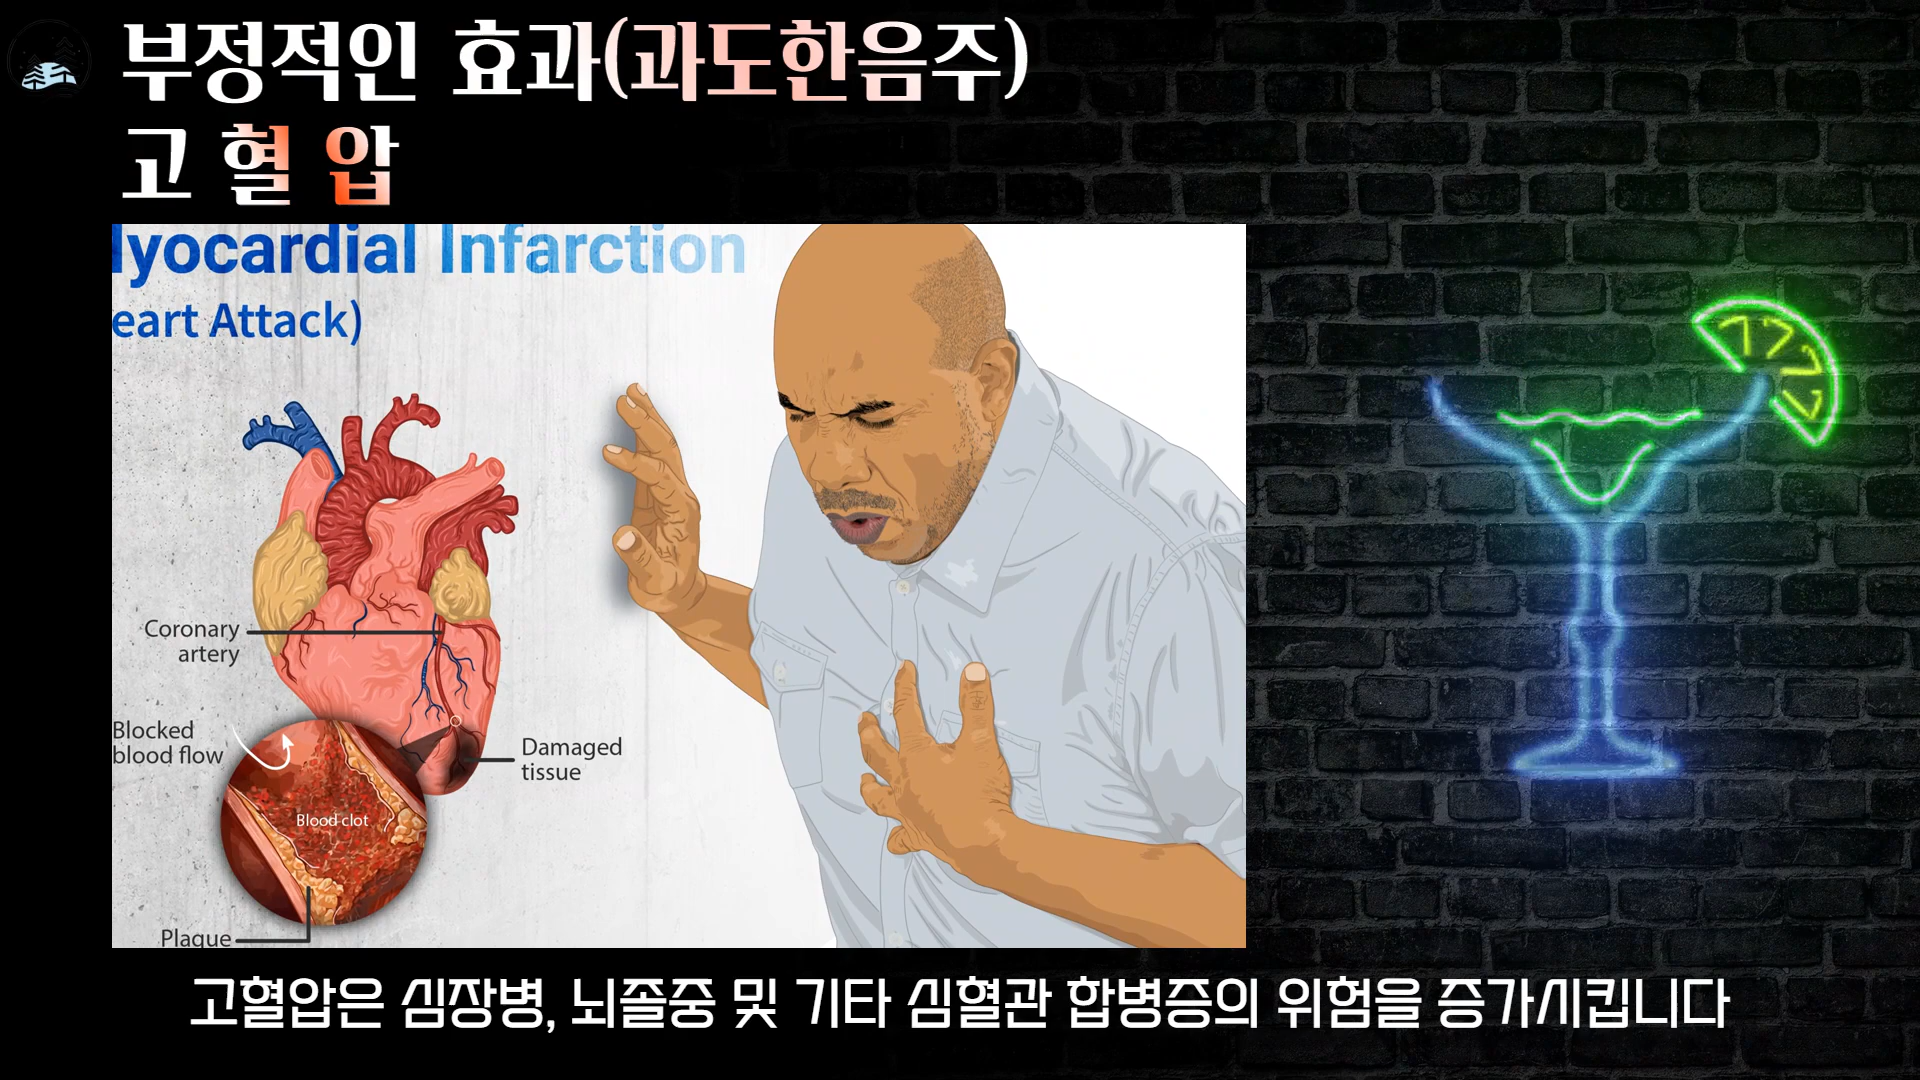 부정적인 효과(과도한음주)
고 혈 압
yocardial Infarction
eart Attack)
Coronary
artery
Blocked
blood flow
Damaged
tissue
Blood clot
Plaque
고혈압은 심장병, 뇌졸중 및 기타 심혈관 합병증의 위험을 증가시킵니다